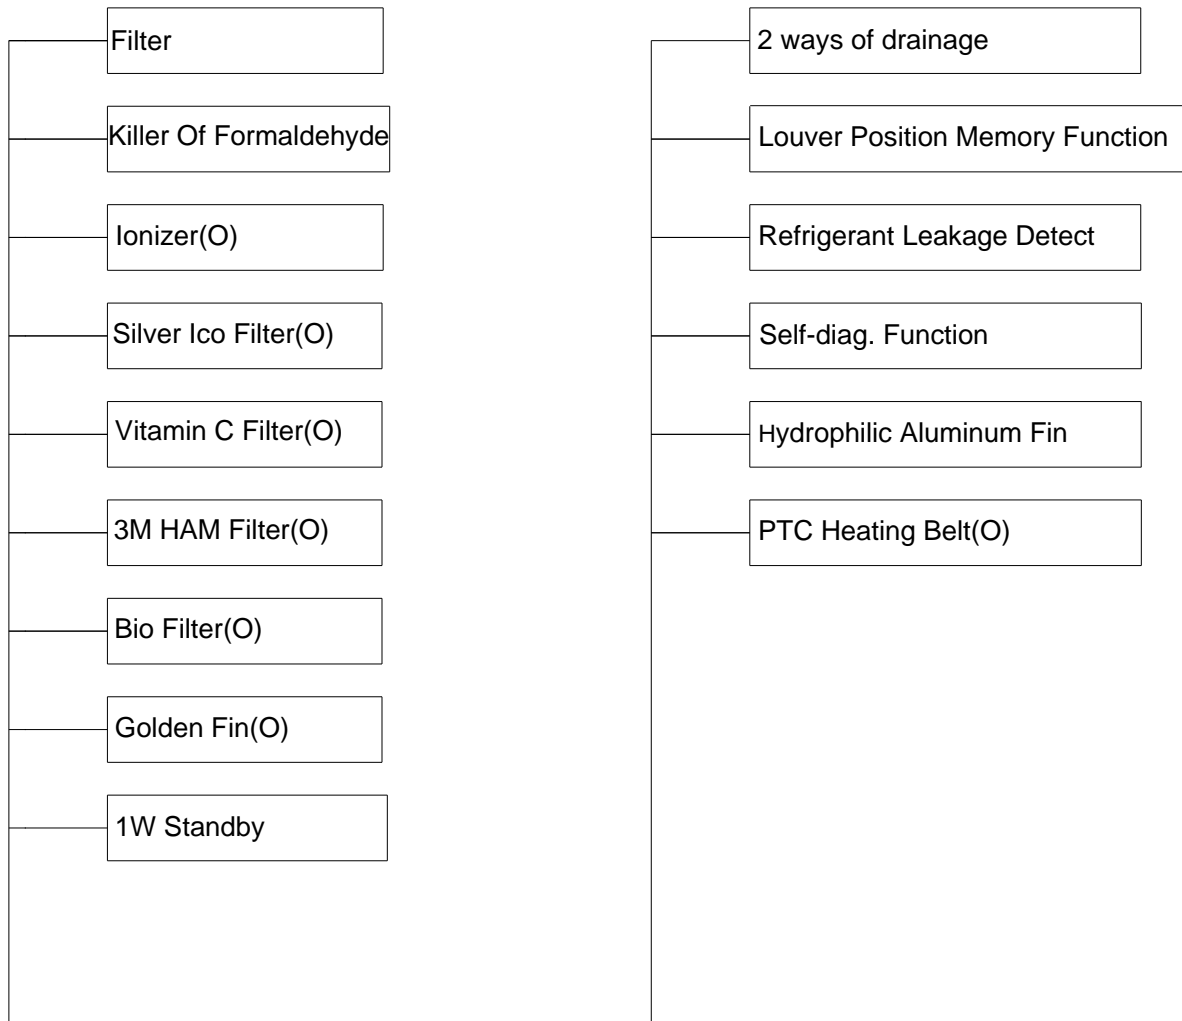 Filter
Killer Of Formaldehyde
Ionizer(O)
Silver Ico Filter(O)
Vitamin C Filter(O)
3M HAM Filter(O)
Bio Filter(O)
Golden Fin(O)
1W Standby
2 ways of drainage
Louver Position Memory Function
Refrigerant Leakage Detect
Self-diag. Function
Hydrophilic Aluminum Fin
PTC Heating Belt(O)